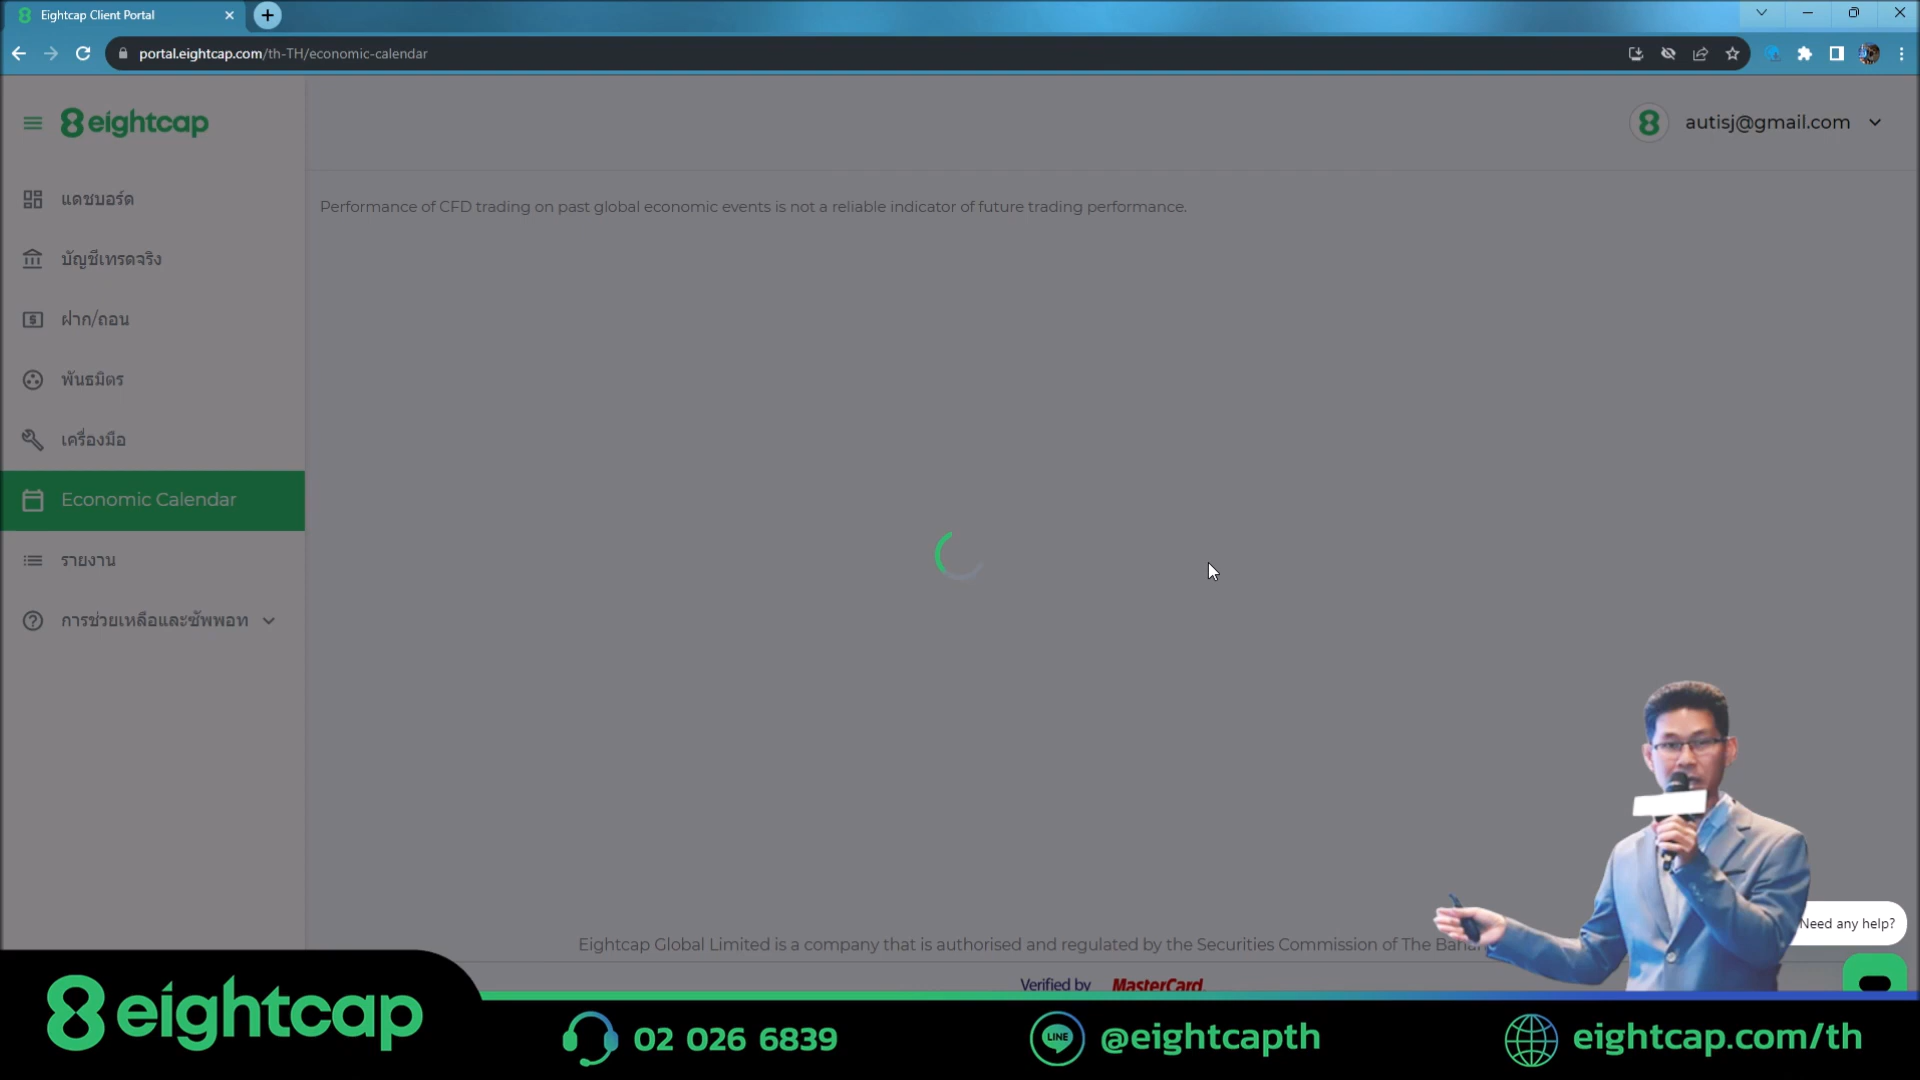 Eightcap Client Portal
portal.eightcap.com/th-TH/economic-calendar
eightcap
autisj@gmail.com
แดชบอร์ด
Performance of CFD trading on past global economic events is not a reliable indicator of future trading performance.
บัญชีเทรดจริง
ฝาก/ถอน
พันธมิตร
เครื่องมือ
Economic Calendar
รายงาน
การช่วยเหลือและซัพพอท
Need any help?
Eightcap Global Limited is a company that is authorised and regulated by the Securities Commission of The
Verified by MasterCard.
eightcap
02 026 6839
LINE
@eightcapth
eightcap.com/th